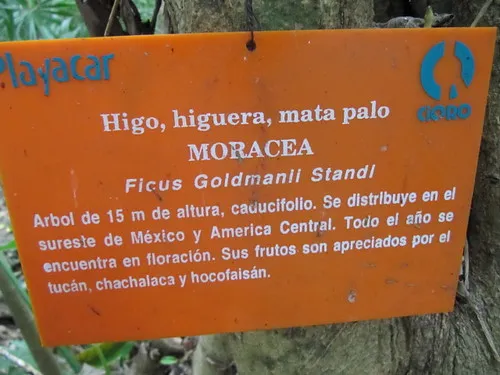 Playacar
CIPRO
Higo, higuera, mata palo
MORACEA
Ficus Goldmanii Standl
Arbol de 15 m de altura, caducifolio. Se distribuye en el
sureste de México y America Central. Todo el año se
encuentra en floración. Sus frutos son apreciados por el
tucán, chachalaca y hocofaisán.